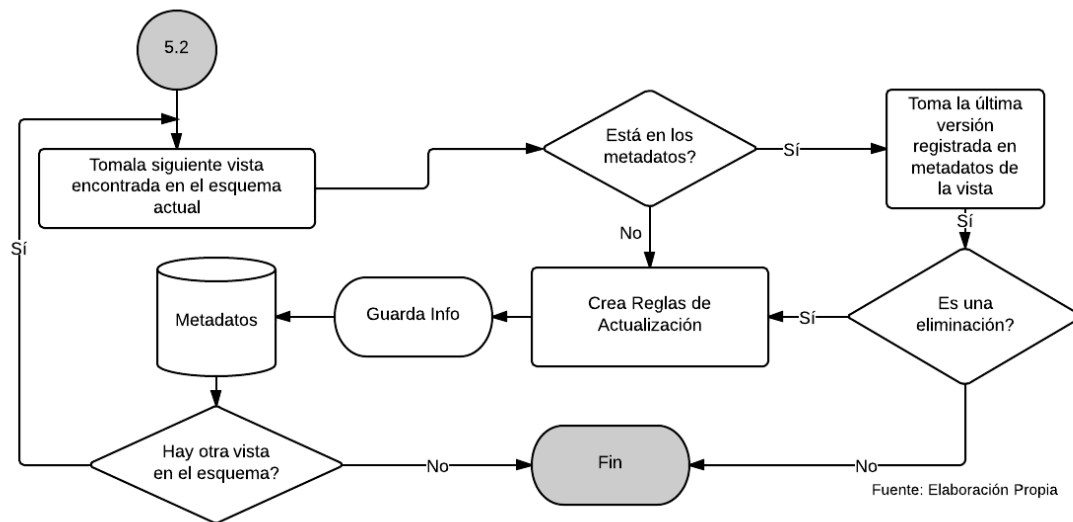 5.2
Tomala siguiente vista
encontrada en el esquema
actual
Está en los
metadatos?
Sí
Toma la última
versión
registrada en
metadatos de
la vista
Sí
No
Sí
Metadatos
Guarda Info
Crea Reglas de
Actualización
Sí
Es una
eliminación?
Hay otra vista
en el esquema?
No
Fin
No
Fuente: Elaboración Propia